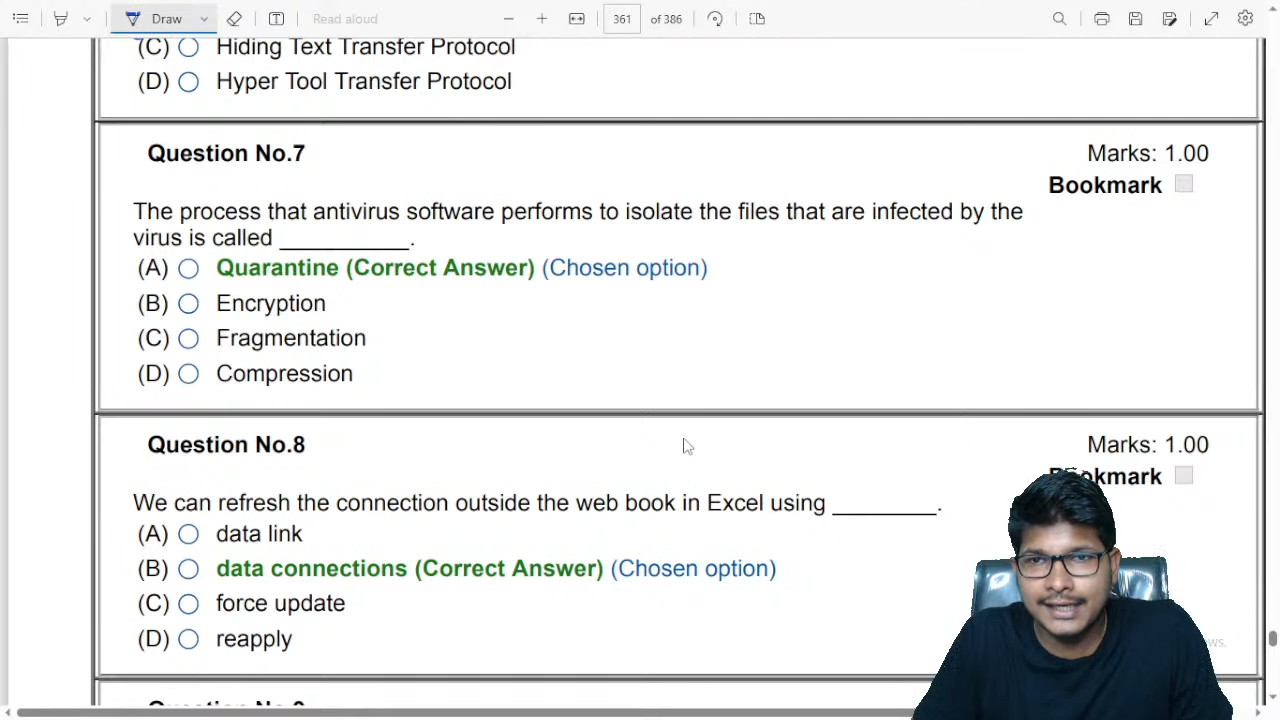 Draw
Read aloud
361 of 386
(C) Hiding Text Transfer Protocol
(D) Hyper Tool Transfer Protocol
Question No.7
Marks: 1.00
Bookmark
The process that antivirus software performs to isolate the files that are infected by the
virus is called __________.
(A) Quarantine (Correct Answer) (Chosen option)
(B) Encryption
(C) Fragmentation
(D) Compression
Question No.8
Marks: 1.00
Bookmark
We can refresh the connection outside the web book in Excel using ________.
(A) data link
(B) data connections (Correct Answer) (Chosen option)
(C) force update
(D) reapply